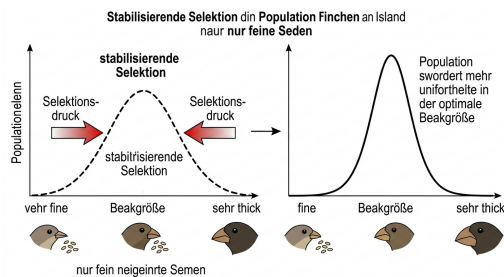 Stabilisierende Selektion din Population Finchen an Island
naur nur feine Seden
stabilisierende
Selektion
Populationelenn
Selektions-
druck
Selektions-
druck
stabitrisierende
Selektion
vehr fine
Beakgröße
sehr thick
nur fein neigeinrte Semen
Population
swordert mehr
uniforthelte in
der optimale
Beakgröße
fine
Beakgröße
sehr thick